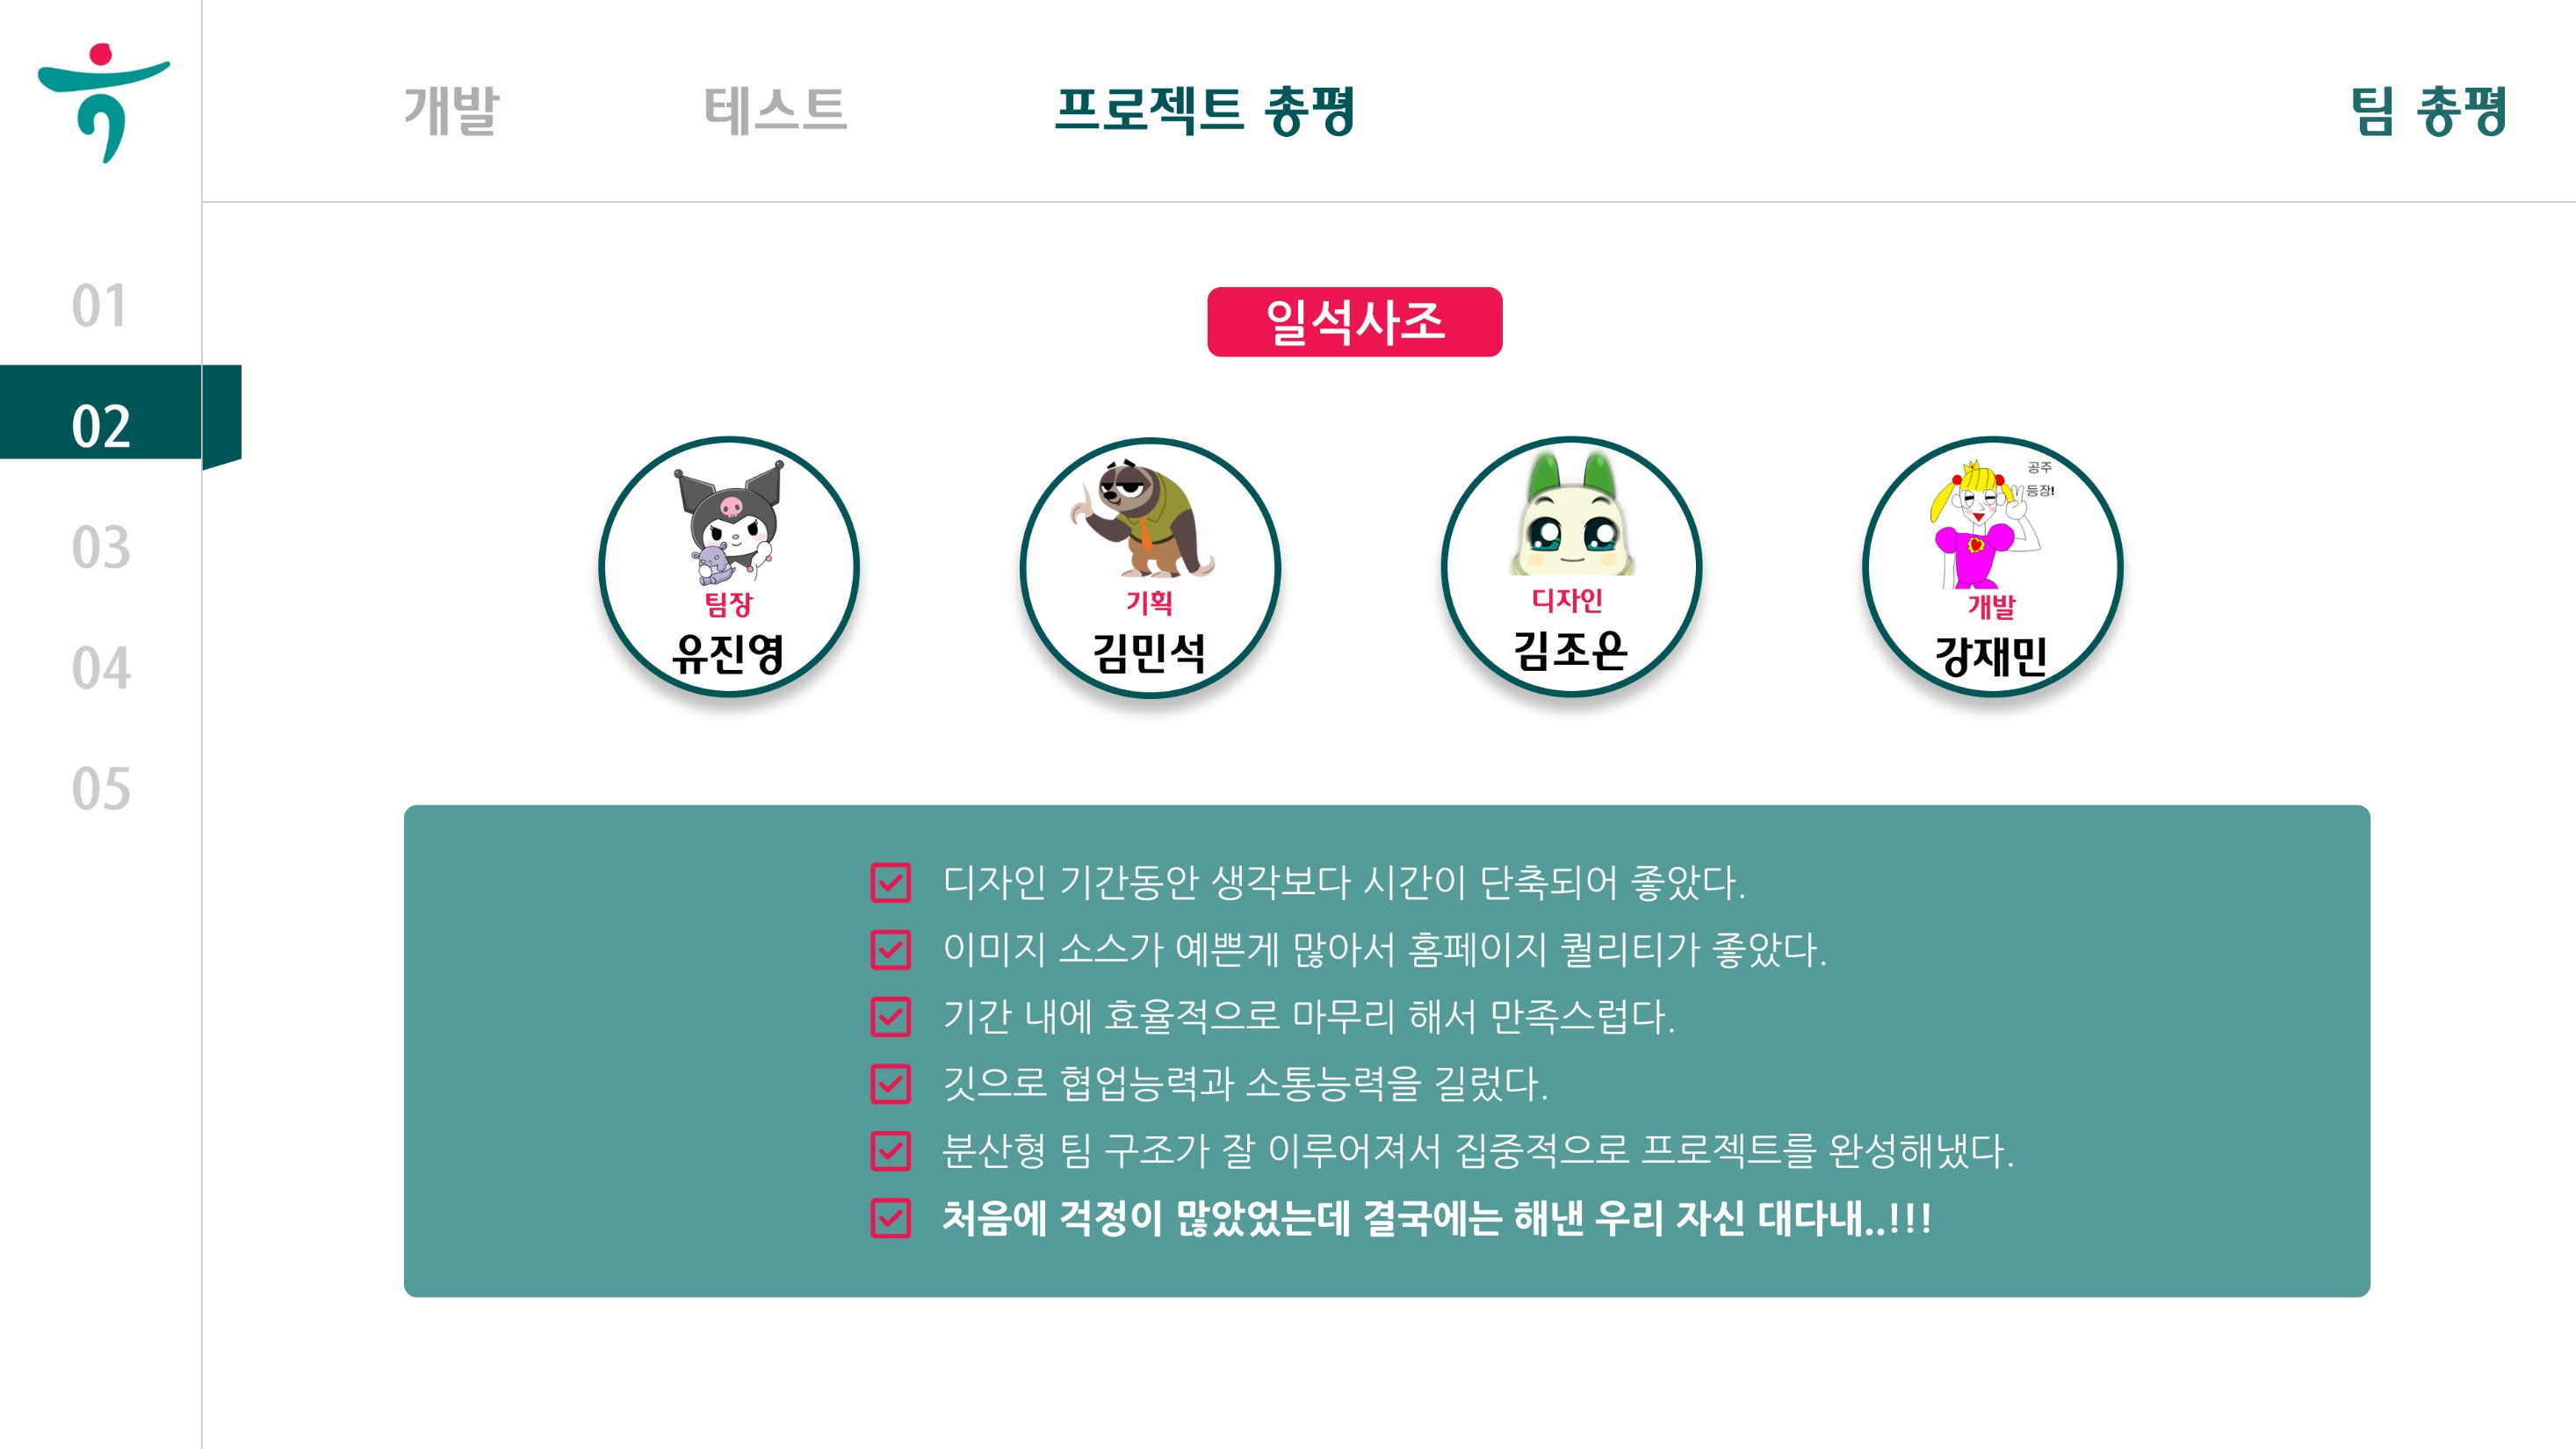 개발
테스트
프로젝트 총평
팀 총평
01
02
03
04
05
일석사조
공주
등장!
팀장
유진영
기획
김민석
디자인
김조은
개발
강재민
디자인 기간동안 생각보다 시간이 단축되어 좋았다.
이미지 소스가 예쁜게 많아서 홈페이지 퀄리티가 좋았다.
기간 내에 효율적으로 마무리 해서 만족스럽다.
깃으로 협업능력과 소통능력을 길렀다.
분산형 팀 구조가 잘 이루어져서 집중적으로 프로젝트를 완성해냈다.
처음에 걱정이 많았었는데 결국에는 해낸 우리 자신 대다내..!!!